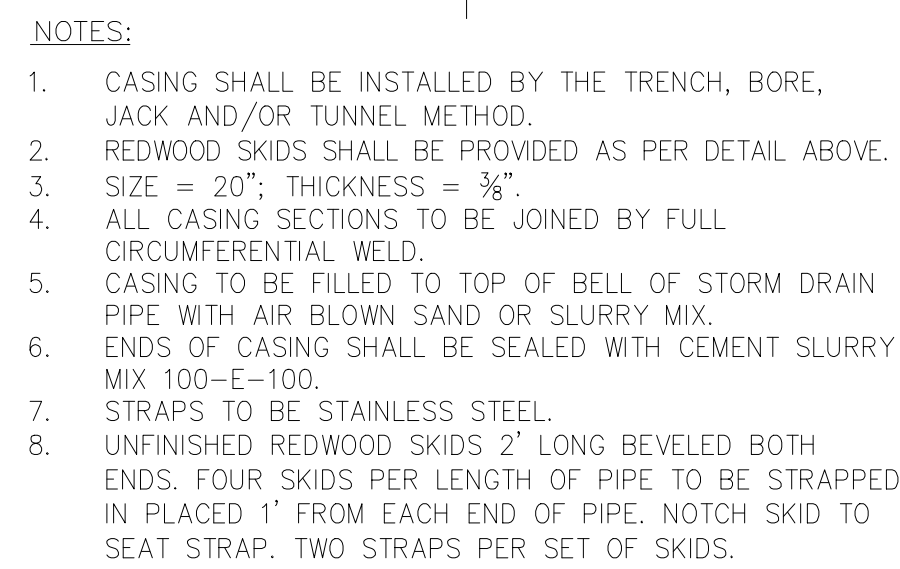 NOTES:
1. CASING SHALL BE INSTALLED BY THE TRENCH, BORE,
JACK AND/OR TUNNEL METHOD.
2. REDWOOD SKIDS SHALL BE PROVIDED AS PER DETAIL ABOVE.
3. SIZE = 20"; THICKNESS = ⅜".
4. ALL CASING SECTIONS TO BE JOINED BY FULL
CIRCUMFERENTIAL WELD.
5. CASING TO BE FILLED TO TOP OF BELL OF STORM DRAIN
PIPE WITH AIR BLOWN SAND OR SLURRY MIX.
6. ENDS OF CASING SHALL BE SEALED WITH CEMENT SLURRY
MIX 100-E-100.
7. STRAPS TO BE STAINLESS STEEL.
8. UNFINISHED REDWOOD SKIDS 2' LONG BEVELED BOTH
ENDS. FOUR SKIDS PER LENGTH OF PIPE TO BE STRAPPED
IN PLACED 1' FROM EACH END OF PIPE. NOTCH SKID TO
SEAT STRAP. TWO STRAPS PER SET OF SKIDS.